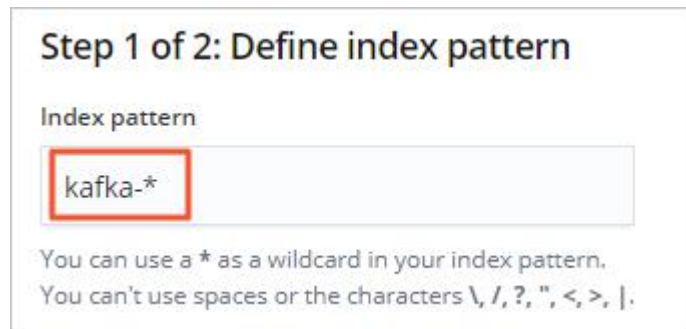 Step 1 of 2: Define index pattern
Index pattern
kafka-*
You can use a * as a wildcard in your index pattern.
You can't use spaces or the characters \, /, ?, ", <, >, |.